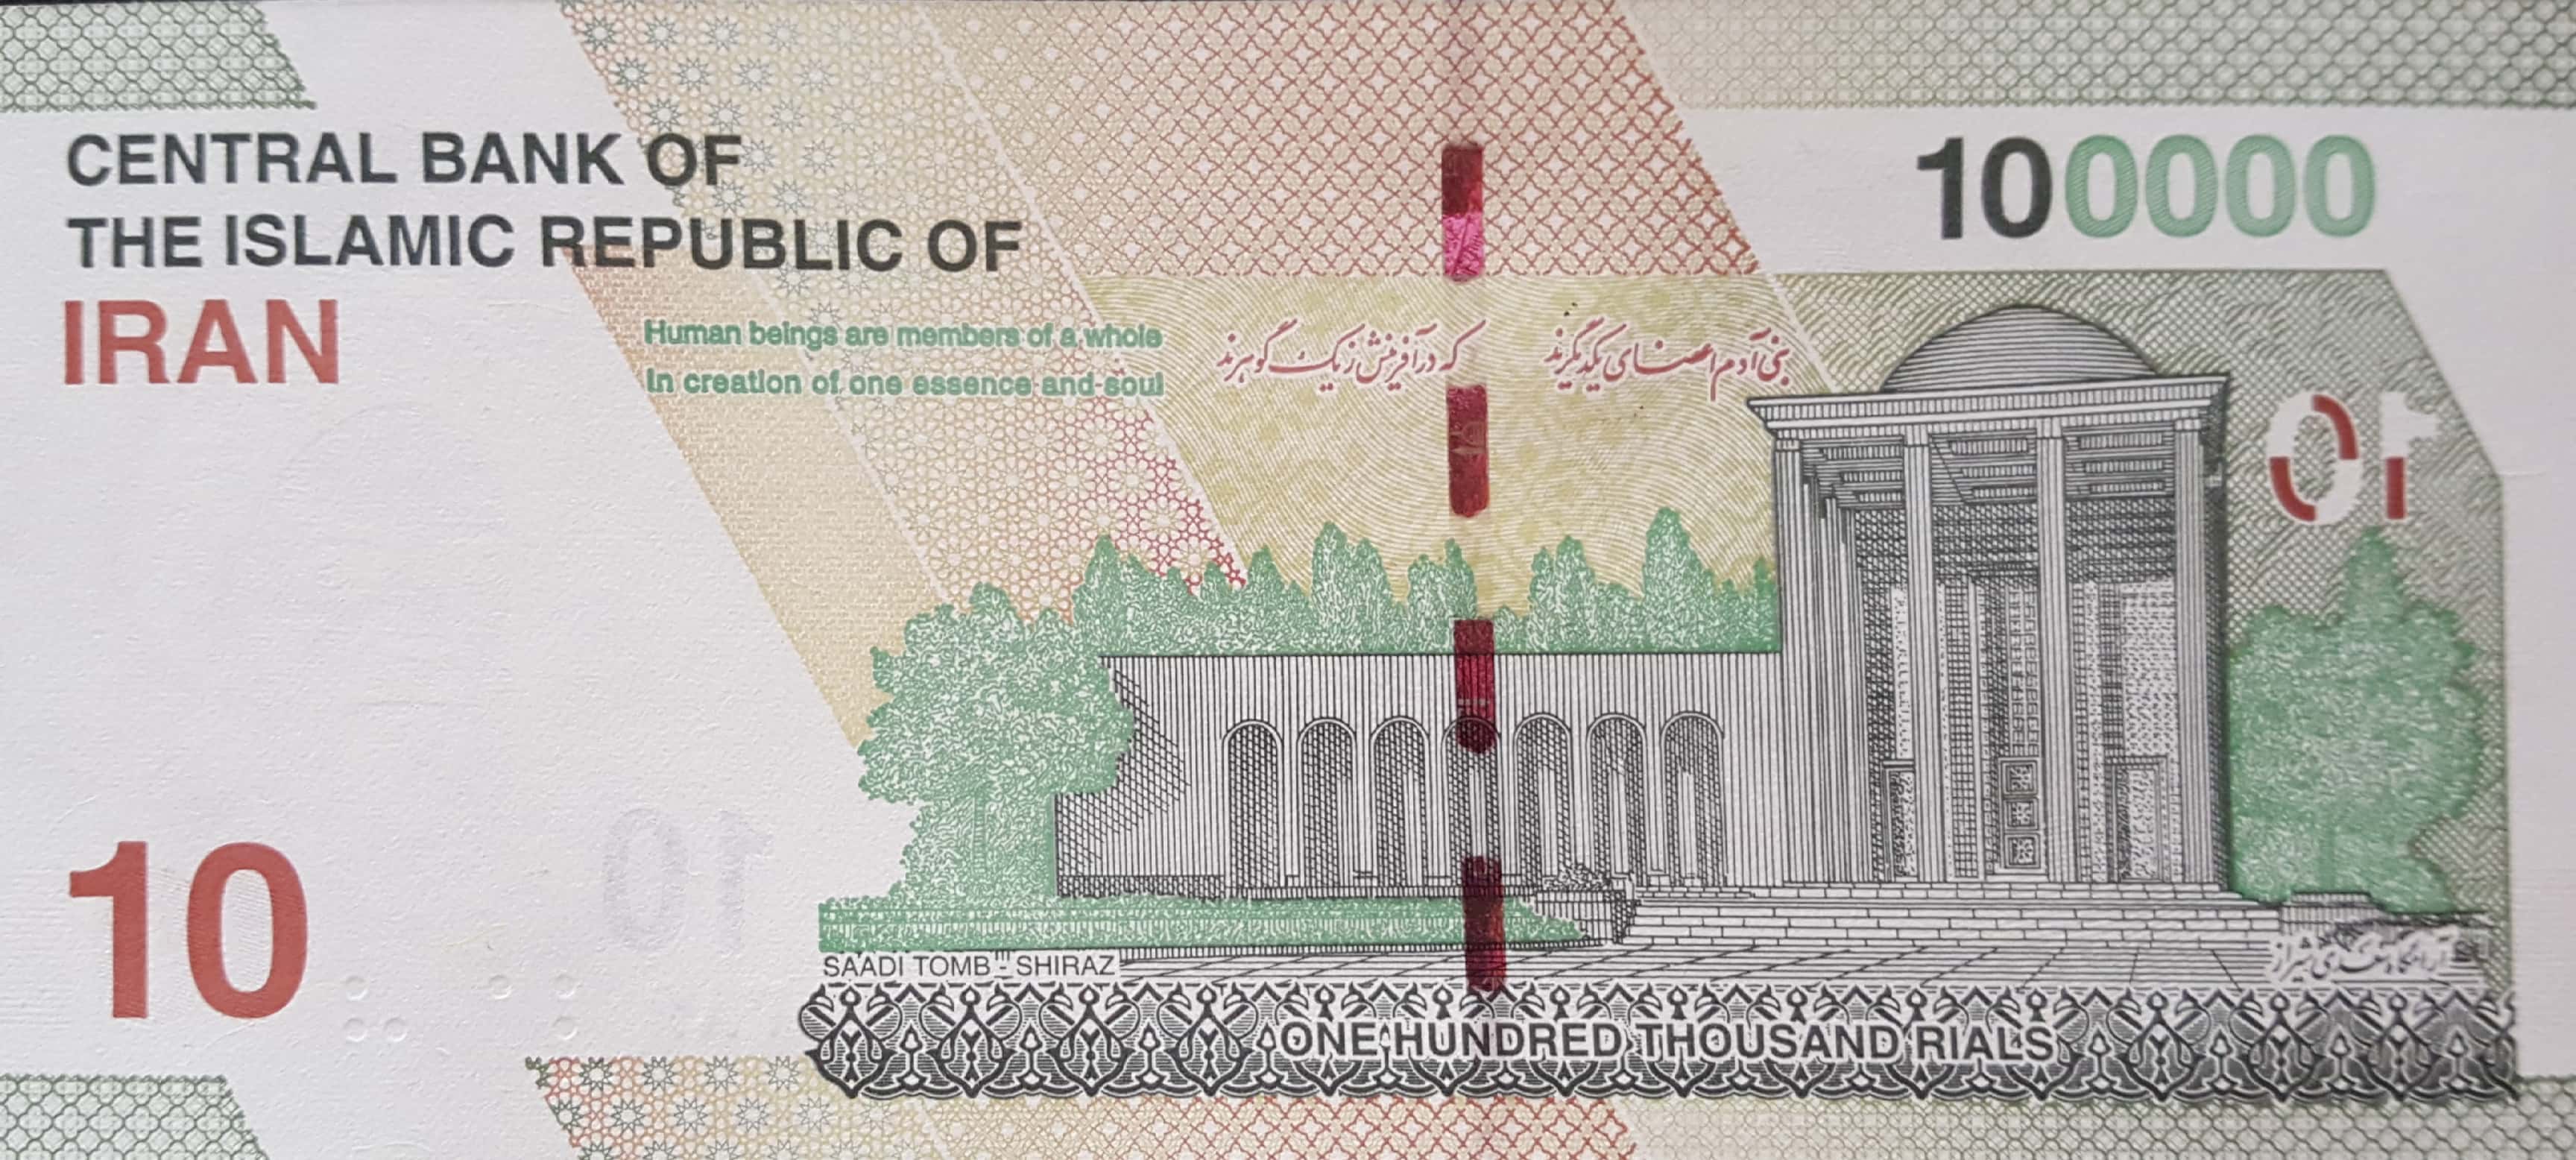 CENTRAL BANK OF
THE ISLAMIC REPUBLIC OF
IRAN
100000
Human beings are members of a whole
In creation of one essence and soul
بنی آدم اعضای یکدیگرند که در آفرینش ز یک گوهرند
10
SAADI TOMB - SHIRAZ
آرامگاه سعدی شیراز
ONE HUNDRED THOUSAND RIALS